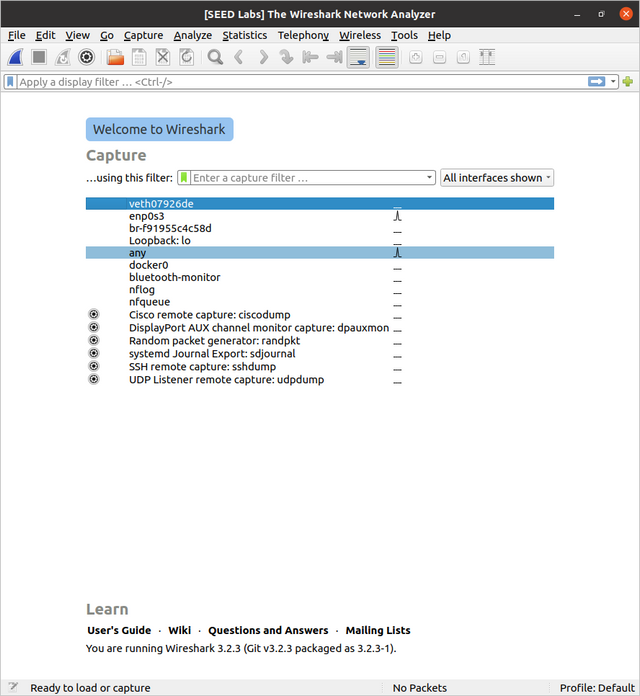 [SEED Labs] The Wireshark Network Analyzer
File Edit View Go Capture Analyze Statistics Telephony Wireless Tools Help
Apply a display filter … <Ctrl-/>
Welcome to Wireshark
Capture
…using this filter: Enter a capture filter … All interfaces shown
veth07926de
enp0s3
br-f91955c4c58d
Loopback: lo
any
docker0
bluetooth-monitor
nflog
nfqueue
Cisco remote capture: ciscodump
DisplayPort AUX channel monitor capture: dpauxmon
Random packet generator: randpkt
systemd Journal Export: sdjournal
SSH remote capture: sshdump
UDP Listener remote capture: udpdump
Learn
User's Guide · Wiki · Questions and Answers · Mailing Lists
You are running Wireshark 3.2.3 (Git v3.2.3 packaged as 3.2.3-1).
Ready to load or capture No Packets Profile: Default